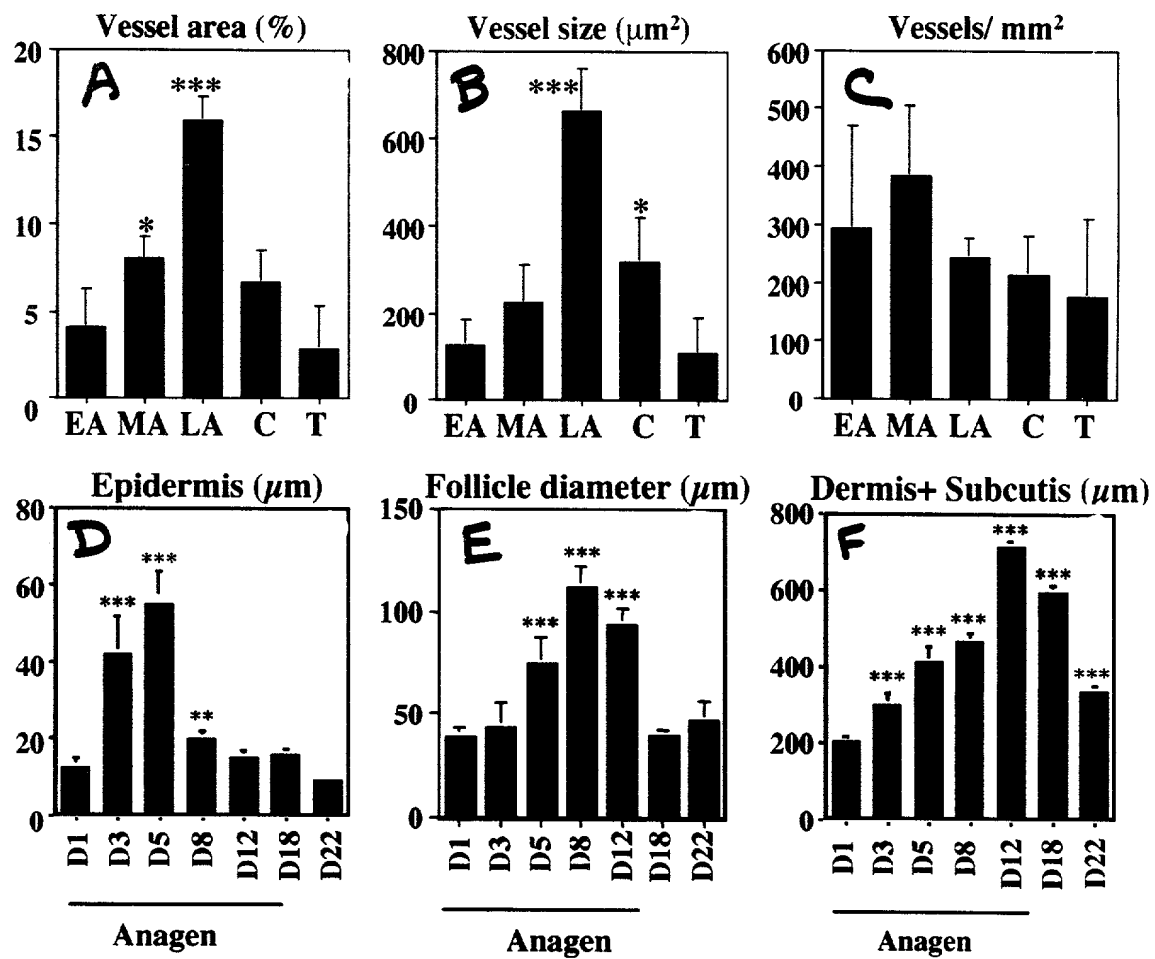 Vessel area (%)
20
15
10
5
0
A
***
*
EA MA LA C T
Vessel size (μm²)
800
600
400
200
0
B
***
*
EA MA LA C T
Vessels/ mm²
600
500
400
300
200
100
0
C
EA MA LA C T
Epidermis (μm)
80
60
40
20
0
D
***
***
**
D1 D3 D5 D8 D12 D18 D22
Anagen
Follicle diameter (μm)
150
100
50
0
E
***
***
***
D1 D3 D5 D8 D12 D18 D22
Anagen
Dermis+ Subcutis (μm)
800
600
400
200
0
F
***
***
***
***
***
***
D1 D3 D5 D8 D12 D18 D22
Anagen